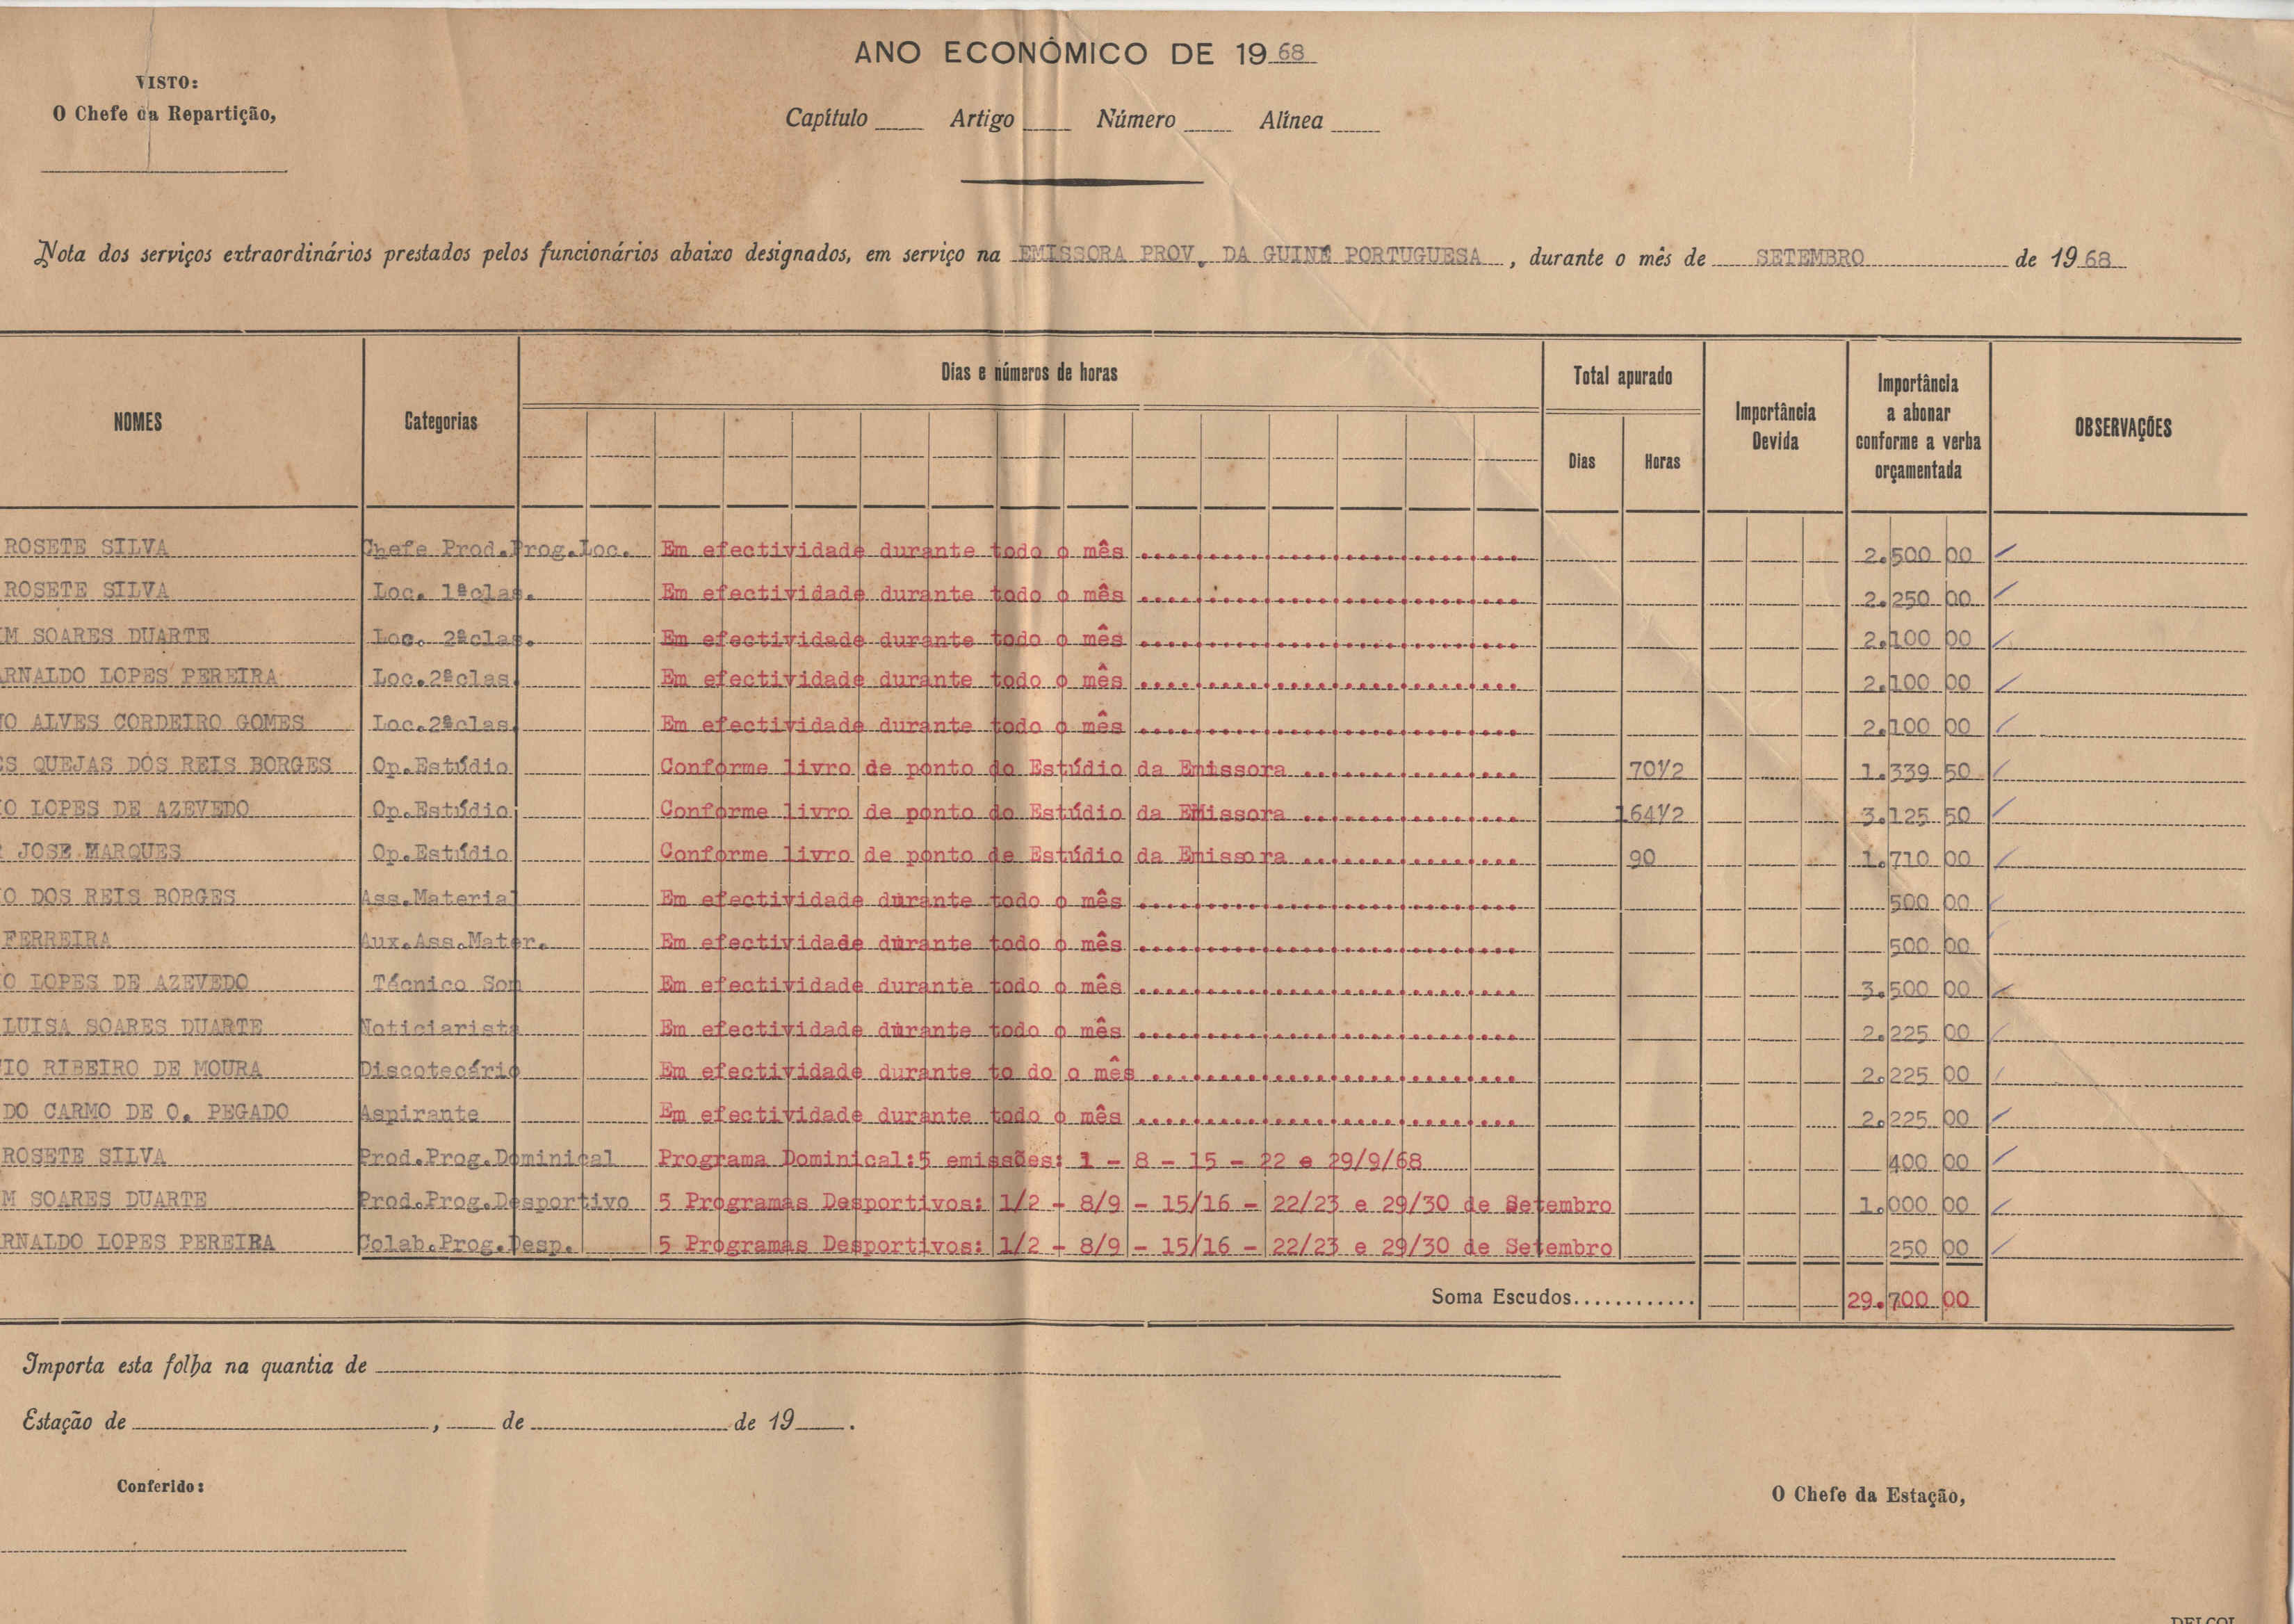 ANO ECONÓMICO DE 1968
VISTO:
O Chefe da Repartição,
Capítulo Artigo Número Alínea
Nota dos serviços extraordinários prestados pelos funcionários abaixo designados, em serviço na EMISSORA PROV. DA GUINÉ PORTUGUESA, durante o mês de SETEMBRO de 1968
NOMES Categorias Dias e números de horas Total apurado Dias Horas Importância Devida Importância a abonar conforme a verba orçamentada OBSERVAÇÕES
ROSETE SILVA Chefe Prod.Prog.Loc. Em efectividade durante todo o mês 2.500 00
ROSETE SILVA Loc. 1ªclas. Em efectividade durante todo o mês 2.250 00
M SOARES DUARTE Loc. 2ªclas. Em efectividade durante todo o mês 2.100 00
RNALDO LOPES PEREIRA Loc.2ªclas. Em efectividade durante todo o mês 2.100 00
O ALVES CORDEIRO GOMES Loc.2ªclas. Em efectividade durante todo o mês 2.100 00
S QUEJAS DOS REIS BORGES Op.Estúdio Conforme livro de ponto do Estúdio da Emissora 70½ 1.339 50
O LOPES DE AZEVEDO Op.Estúdio Conforme livro de ponto do Estúdio da EMissora 164½ 3.125 50
JOSE MARQUES Op.Estúdio Conforme livro de ponto de Estúdio da Emissora 90 1.710 00
O DOS REIS BORGES Ass.Material Em efectividade durante todo o mês 500 00
FERREIRA Aux.Ass.Mater. Em efectividade durante todo o mês 500 00
O LOPES DE AZEVEDO Técnico Som Em efectividade durante todo o mês 3.500 00
LUISA SOARES DUARTE Noticiarista Em efectividade durante todo o mês 2.225 00
IO RIBEIRO DE MOURA Discotecário Em efectividade durante to do o mês 2.225 00
DO CARMO DE O. PEGADO Aspirante Em efectividade durante todo o mês 2.225 00
ROSETE SILVA Prod.Prog.Dominical Programa Dominical:5 emissões: 1 - 8 - 15 - 22 e 29/9/68 400 00
M SOARES DUARTE Prod.Prog.Desportivo 5 Programas Desportivos: 1/2 - 8/9 - 15/16 - 22/23 e 29/30 de Setembro 1.000 00
RNALDO LOPES PEREIRA Colab.Prog.Desp. 5 Programas Desportivos: 1/2 - 8/9 - 15/16 - 22/23 e 29/30 de Setembro 250 00
Soma Escudos............ 29.700 00
Importa esta folha na quantia de
Estação de , de de 19 .
Conferido:
O Chefe da Estação,